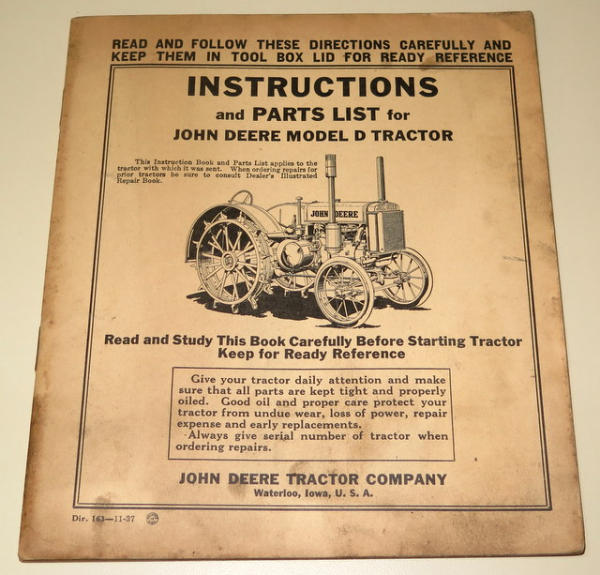 READ AND FOLLOW THESE DIRECTIONS CAREFULLY AND
KEEP THEM IN TOOL BOX LID FOR READY REFERENCE
INSTRUCTIONS
and PARTS LIST for
JOHN DEERE MODEL D TRACTOR
This Instruction Book and Parts List applies to the
tractor with which it was sent. When ordering repairs for
prior tractors be sure to consult Dealer's Illustrated
Repair Book.
JOHN DEERE
Read and Study This Book Carefully Before Starting Tractor
Keep for Ready Reference
Give your tractor daily attention and make
sure that all parts are kept tight and properly
oiled. Good oil and proper care protect your
tractor from undue wear, loss of power, repair
expense and early replacements.
Always give serial number of tractor when
ordering repairs.
JOHN DEERE TRACTOR COMPANY
Waterloo, Iowa, U. S. A.
Dir. 163—11-37